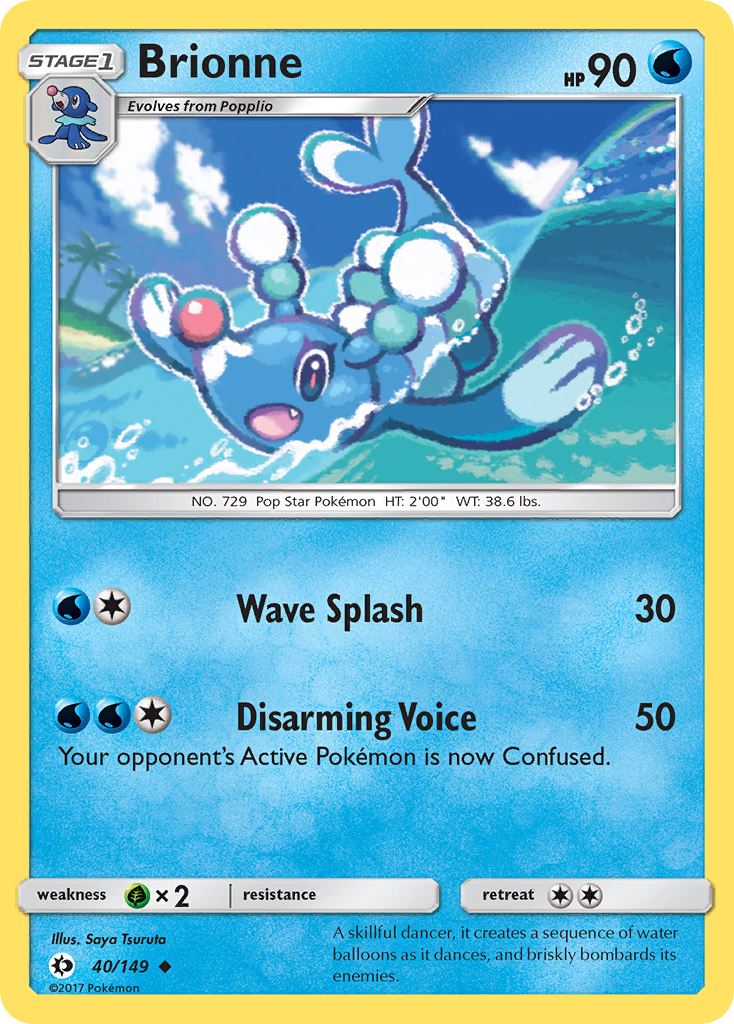 STAGE1
Brionne
HP 90
Evolves from Popplio
NO. 729 Pop Star Pokémon HT: 2'00" WT: 38.6 lbs.
Wave Splash 30
Disarming Voice 50
Your opponent's Active Pokémon is now Confused.
weakness ×2 resistance retreat
Illus. Saya Tsuruta
40/149
©2017 Pokémon
A skillful dancer, it creates a sequence of water
balloons as it dances, and briskly bombards its
enemies.